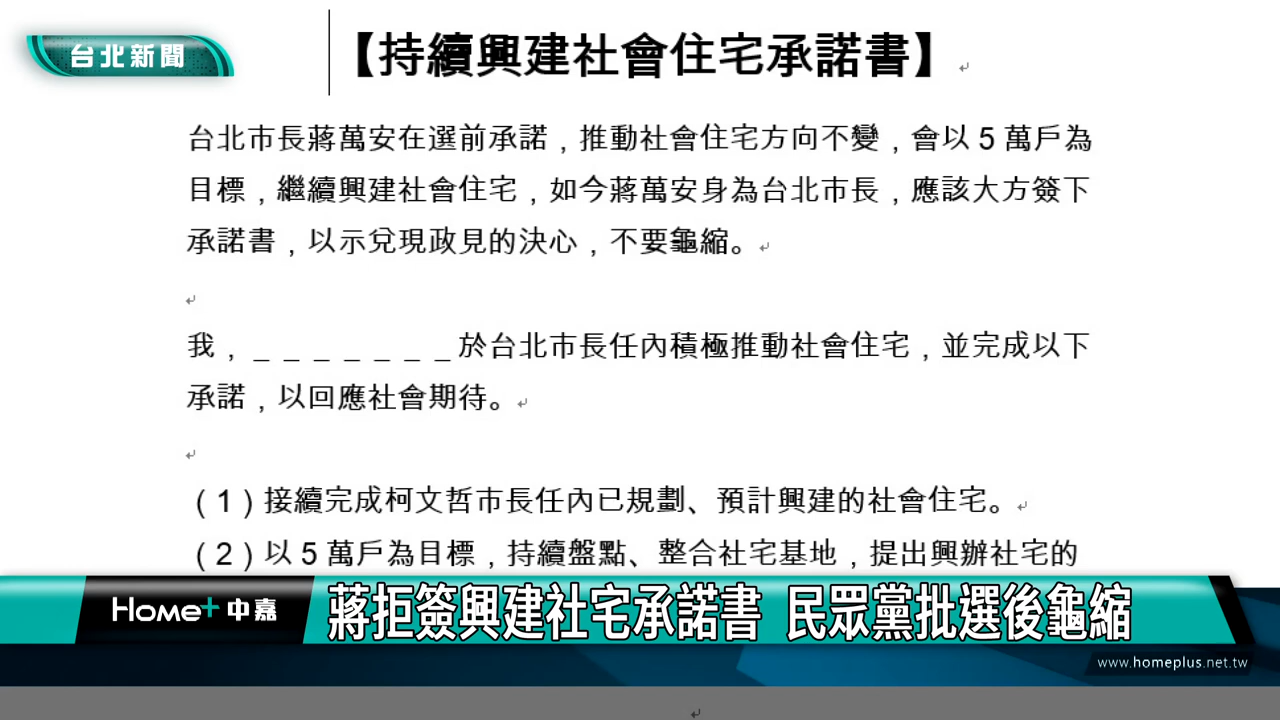 台北新聞
【持續興建社會住宅承諾書】
台北市長蔣萬安在選前承諾，推動社會住宅方向不變，會以 5 萬戶為
目標，繼續興建社會住宅，如今蔣萬安身為台北市長，應該大方簽下
承諾書，以示兌現政見的決心，不要龜縮。
我，_ _ _ _ _ _ _於台北市長任內積極推動社會住宅，並完成以下
承諾，以回應社會期待。
（1）接續完成柯文哲市長任內已規劃、預計興建的社會住宅。
（2）以 5 萬戶為目標，持續盤點、整合社宅基地，提出興辦社宅的
Home+中嘉
蔣拒簽興建社宅承諾書 民眾黨批選後龜縮
www.homeplus.net.tw